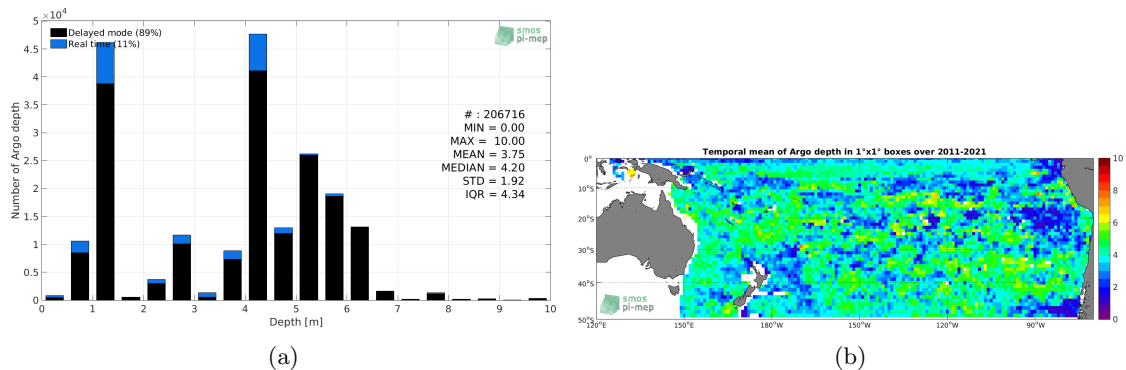 ×10⁴
5
4.5
4
3.5
3
2.5
2
1.5
1
0.5
0
Number of Argo depth
Delayed mode (89%)
Real time (11%)
smos
pi-mep
# : 206716
MIN = 0.00
MAX = 10.00
MEAN = 3.75
MEDIAN = 4.20
STD = 1.92
IQR = 4.34
0 1 2 3 4 5 6 7 8 9 10
Depth [m]
(a)
Temporal mean of Argo depth in 1°x1° boxes over 2011-2021
0°
10°S
20°S
30°S
40°S
50°S
smos
pi-mep
120°E 150°E 180°W 150°W 120°W 90°W
10
8
6
4
2
0
(b)